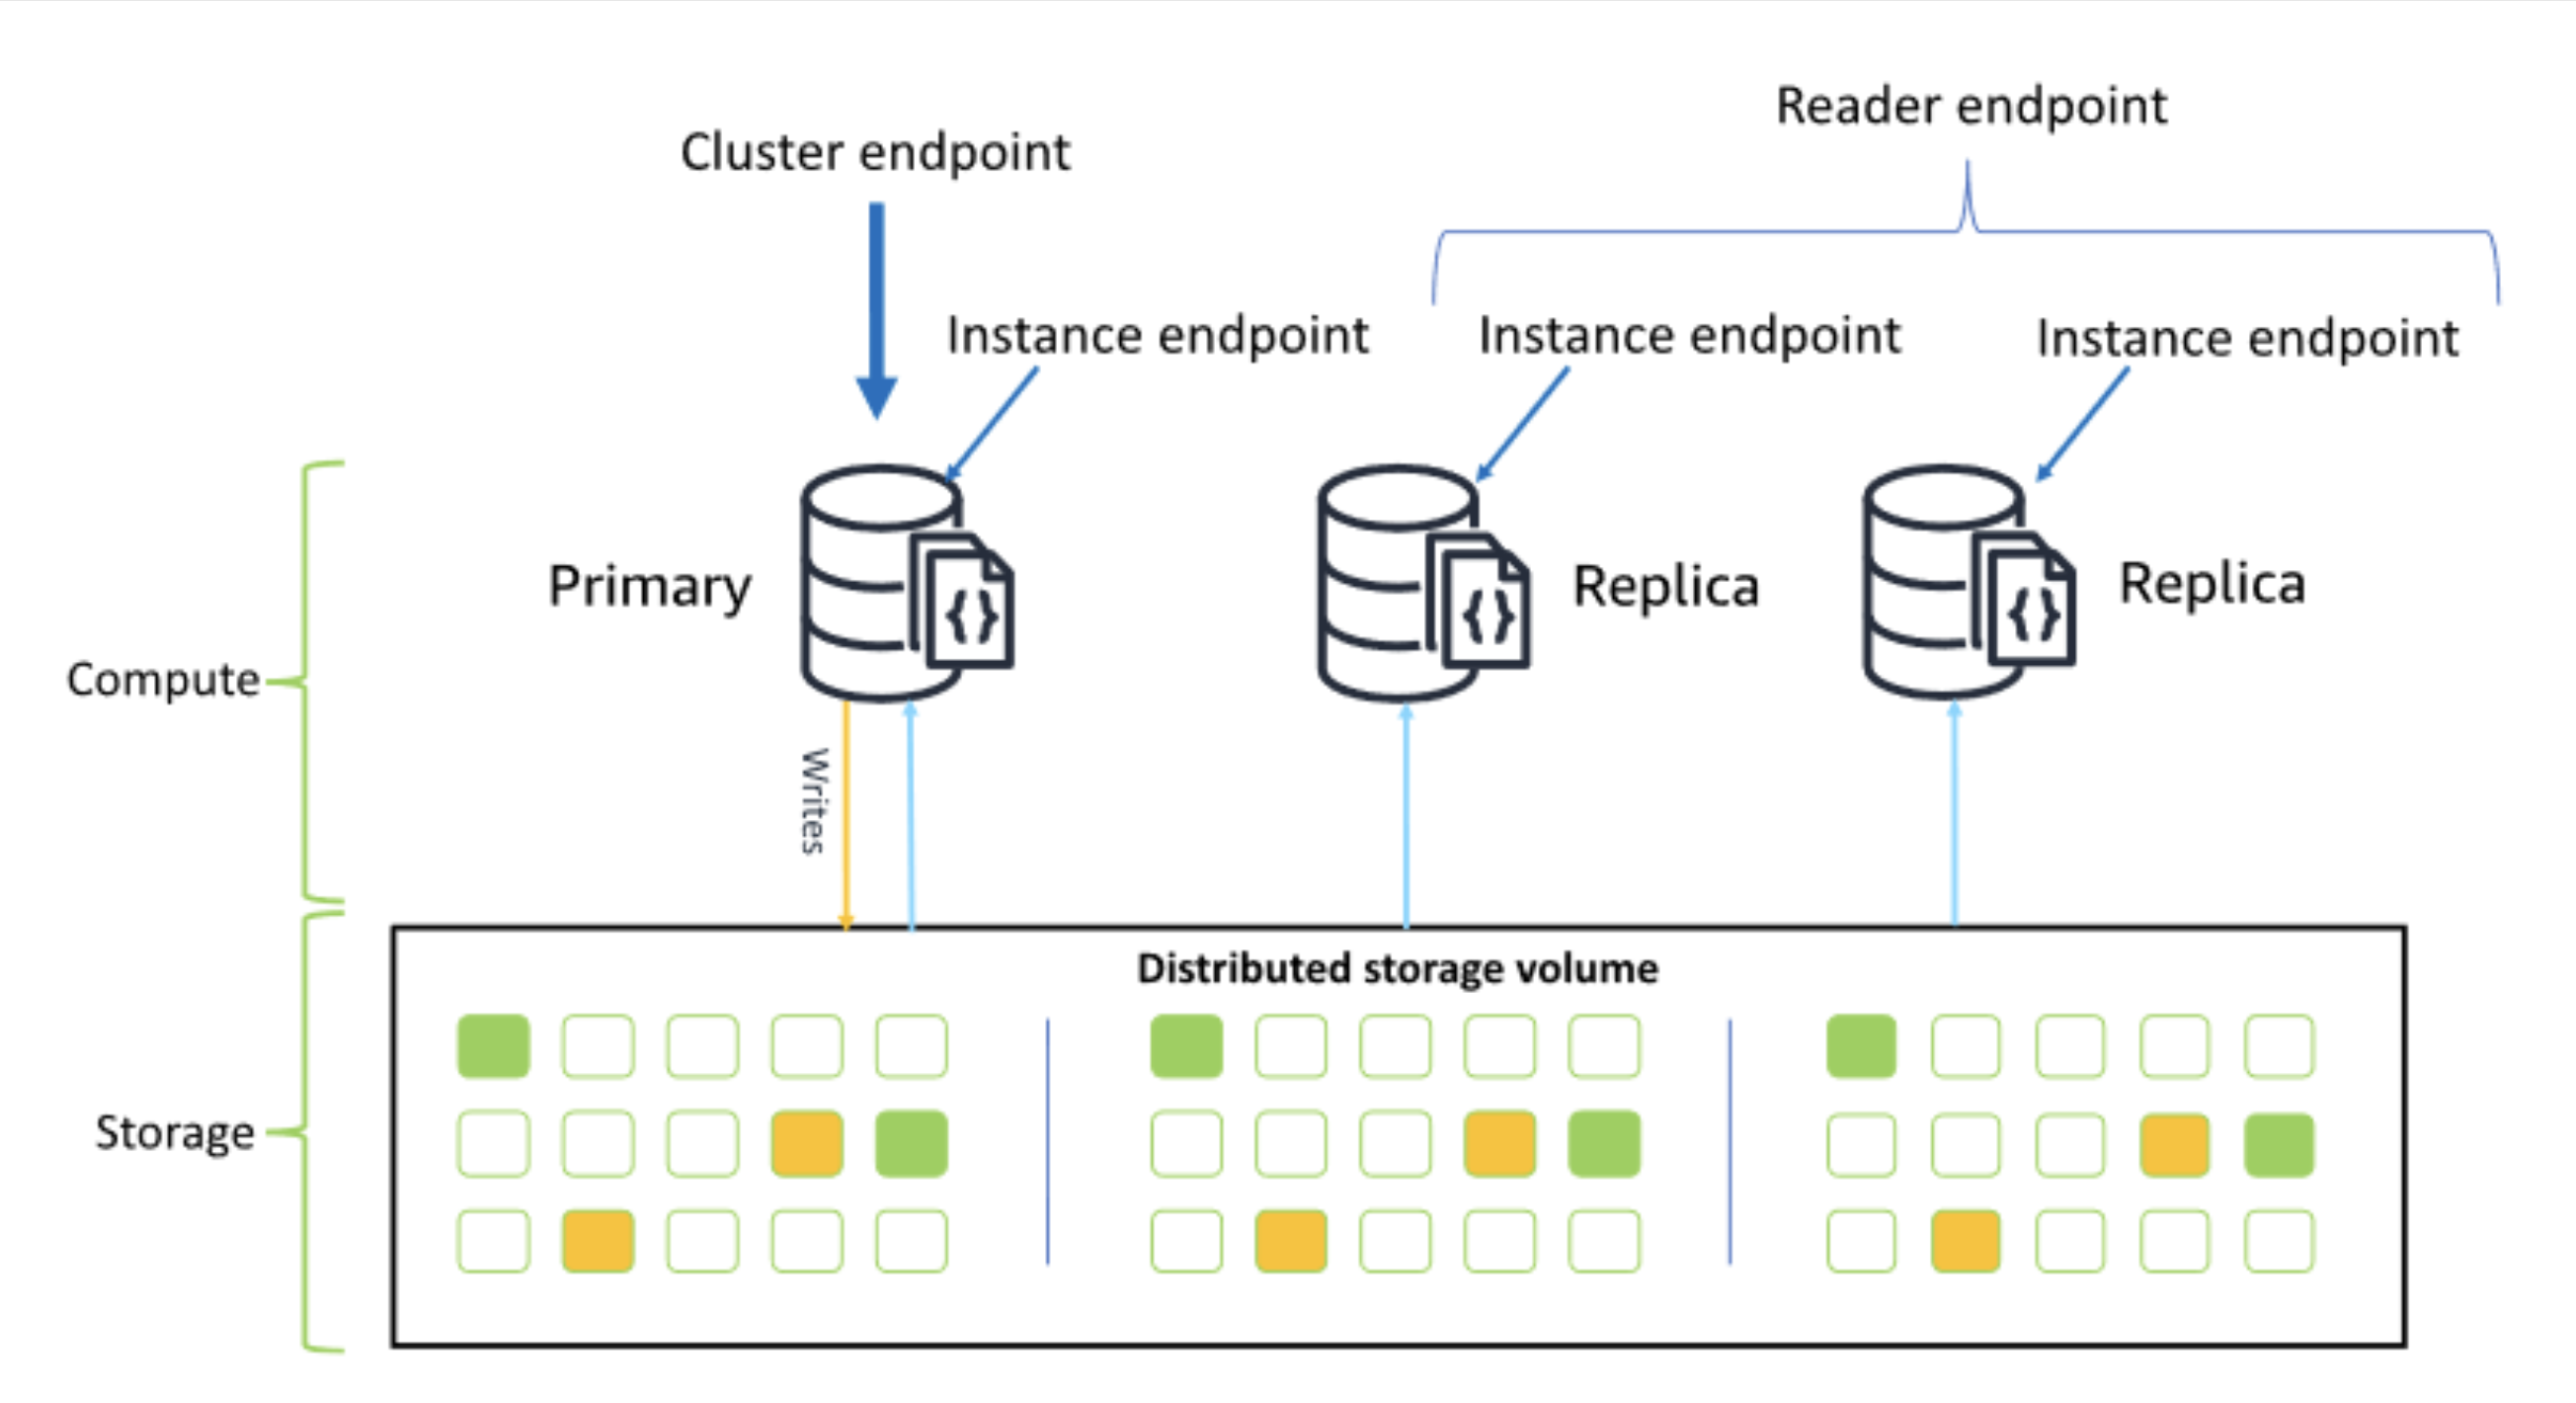 Reader endpoint
Cluster endpoint
Instance endpoint
Instance endpoint
Instance endpoint
Primary
{}
{}
Replica
{}
Replica
Compute
Writes
Distributed storage volume
Storage